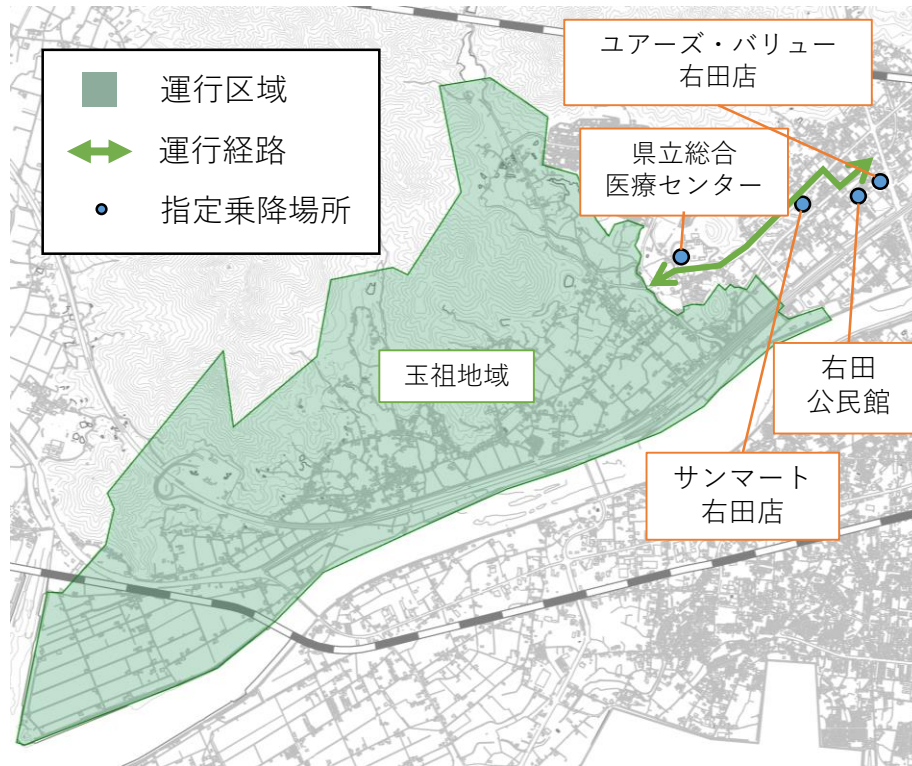 運行区域
運行経路
指定乗降場所
ユアーズ・バリュー
右田店
県立総合
医療センター
玉祖地域
右田
公民館
サンマート
右田店